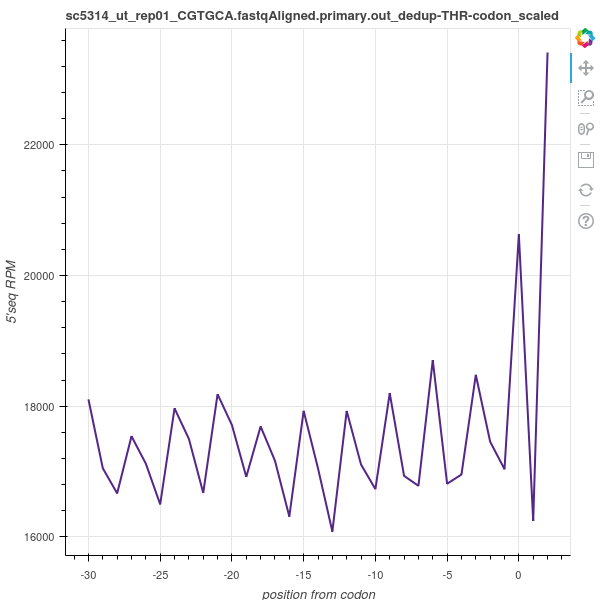 sc5314_ut_rep01_CGTGCA.fastqAligned.primary.out_dedup-THR-codon_scaled
5'seq RPM
22000
20000
18000
16000
-30 -25 -20 -15 -10 -5 0
position from codon